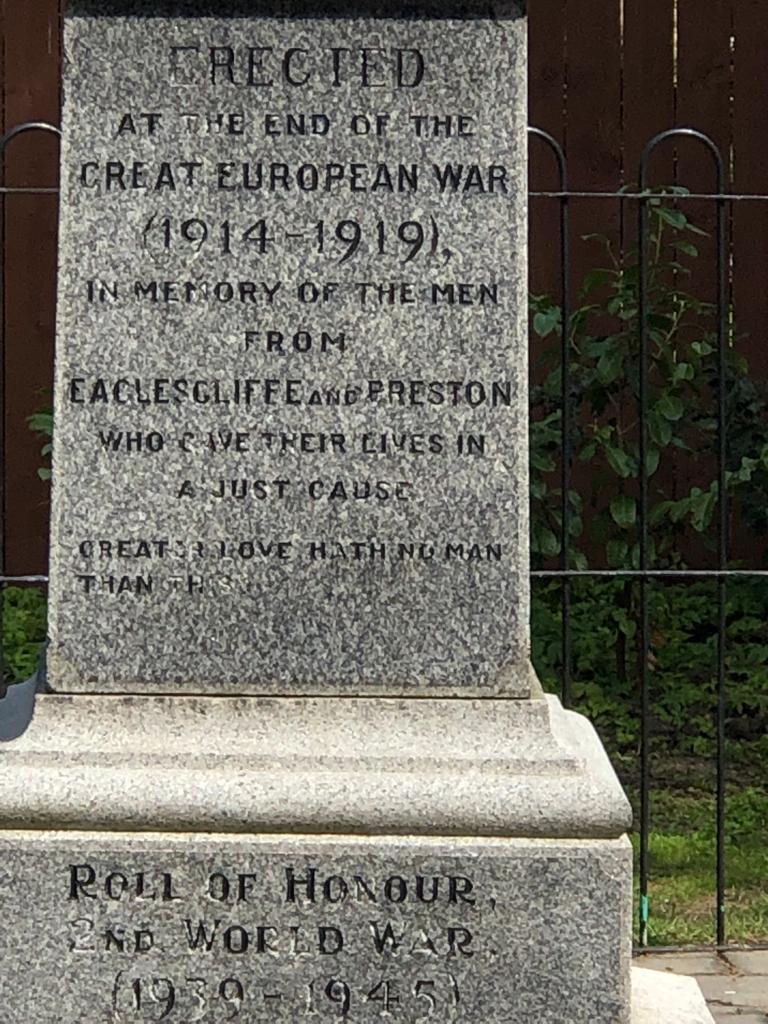 ERECTED
AT THE END OF THE
GREAT EUROPEAN WAR
(1914-1919),
IN MEMORY OF THE MEN
FROM
EAGLESCLIFFE AND PRESTON
WHO GAVE THEIR LIVES IN
A JUST CAUSE
GREATER LOVE HATH NO MAN
THAN THIS
ROLL OF HONOUR,
2ND WORLD WAR.
(1939-1945)